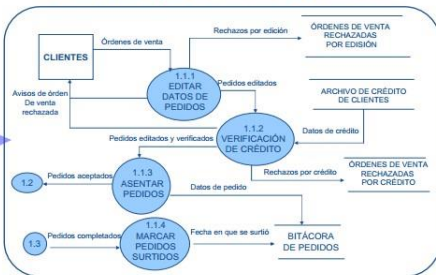 CLIENTES
Órdenes de venta
Rechazos por edición
ÓRDENES DE VENTA
RECHAZADAS
POR EDISIÓN
1.1.1
EDITAR
DATOS DE
PEDIDOS
Avisos de órden
De venta
rechazada
Pedidos editados
ARCHIVO DE CRÉDITO
DE CLIENTES
1.1.2
VERIFICACIÓN
DE CRÉDITO
Datos de crédito
Pedidos editados y verificados
1.2
Pedidos aceptados
1.1.3
ASENTAR
PEDIDOS
Rechazos por crédito
ÓRDENES DE VENTA
RECHAZADAS
POR CRÉDITO
Datos de pedido
1.3
Pedidos completados
1.1.4
MARCAR
PEDIDOS
SURTIDOS
Fecha en que se surtió
BITÁCORA
DE PEDIDOS